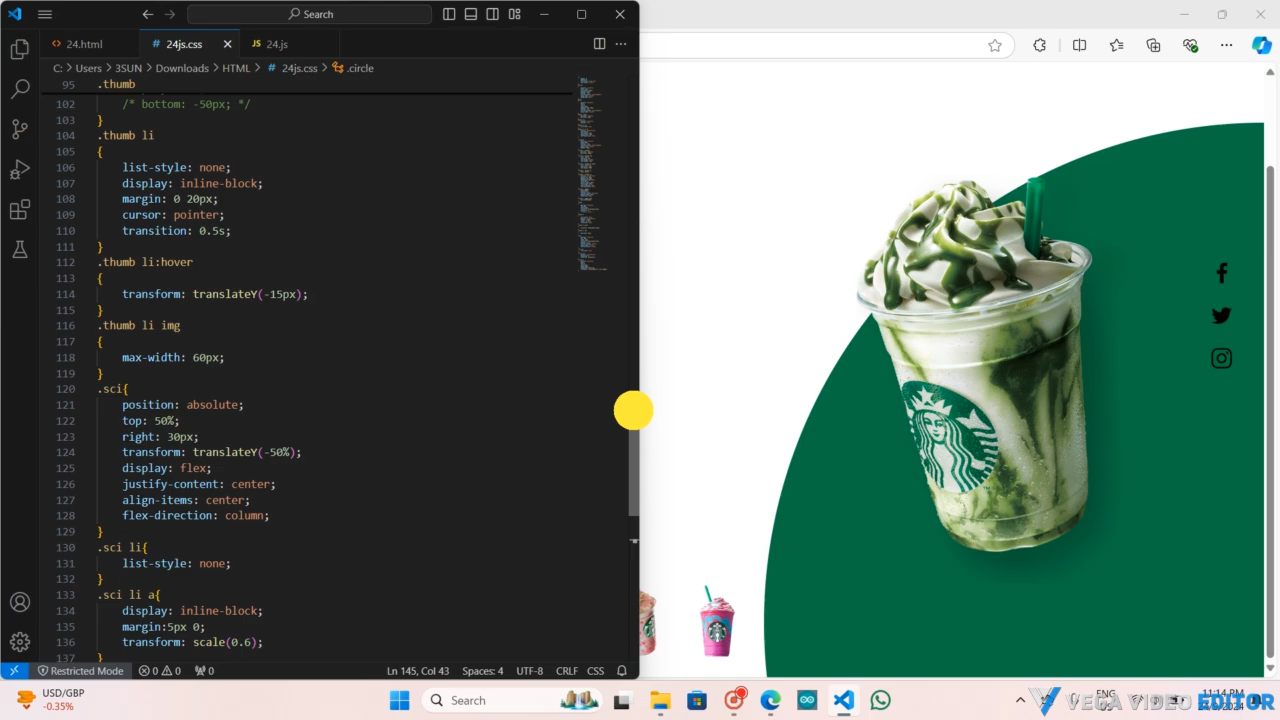 Search
24.html
# 24js.css
JS 24.js
C: > Users > 3SUN > Downloads > HTML > # 24js.css > .circle
95 .thumb
102 /* bottom: -50px; */
103 }
104 .thumb li
105 {
106 list-style: none;
107 display: inline-block;
108 margin: 0 20px;
109 cursor: pointer;
110 transition: 0.5s;
111 }
112 .thumb li:hover
113 {
114 transform: translateY(-15px);
115 }
116 .thumb li img
117 {
118 max-width: 60px;
119 }
120 .sci{
121 position: absolute;
122 top: 50%;
123 right: 30px;
124 transform: translateY(-50%);
125 display: flex;
126 justify-content: center;
127 align-items: center;
128 flex-direction: column;
129 }
130 .sci li{
131 list-style: none;
132 }
133 .sci li a{
134 display: inline-block;
135 margin:5px 0;
136 transform: scale(0.6);
137 }
Restricted Mode
0 0
0
Ln 145, Col 43
Spaces: 4
UTF-8
CRLF
CSS
USD/GBP
-0.35%
Search
ENG
11:14 PM
VEGA VIDEO EDITOR